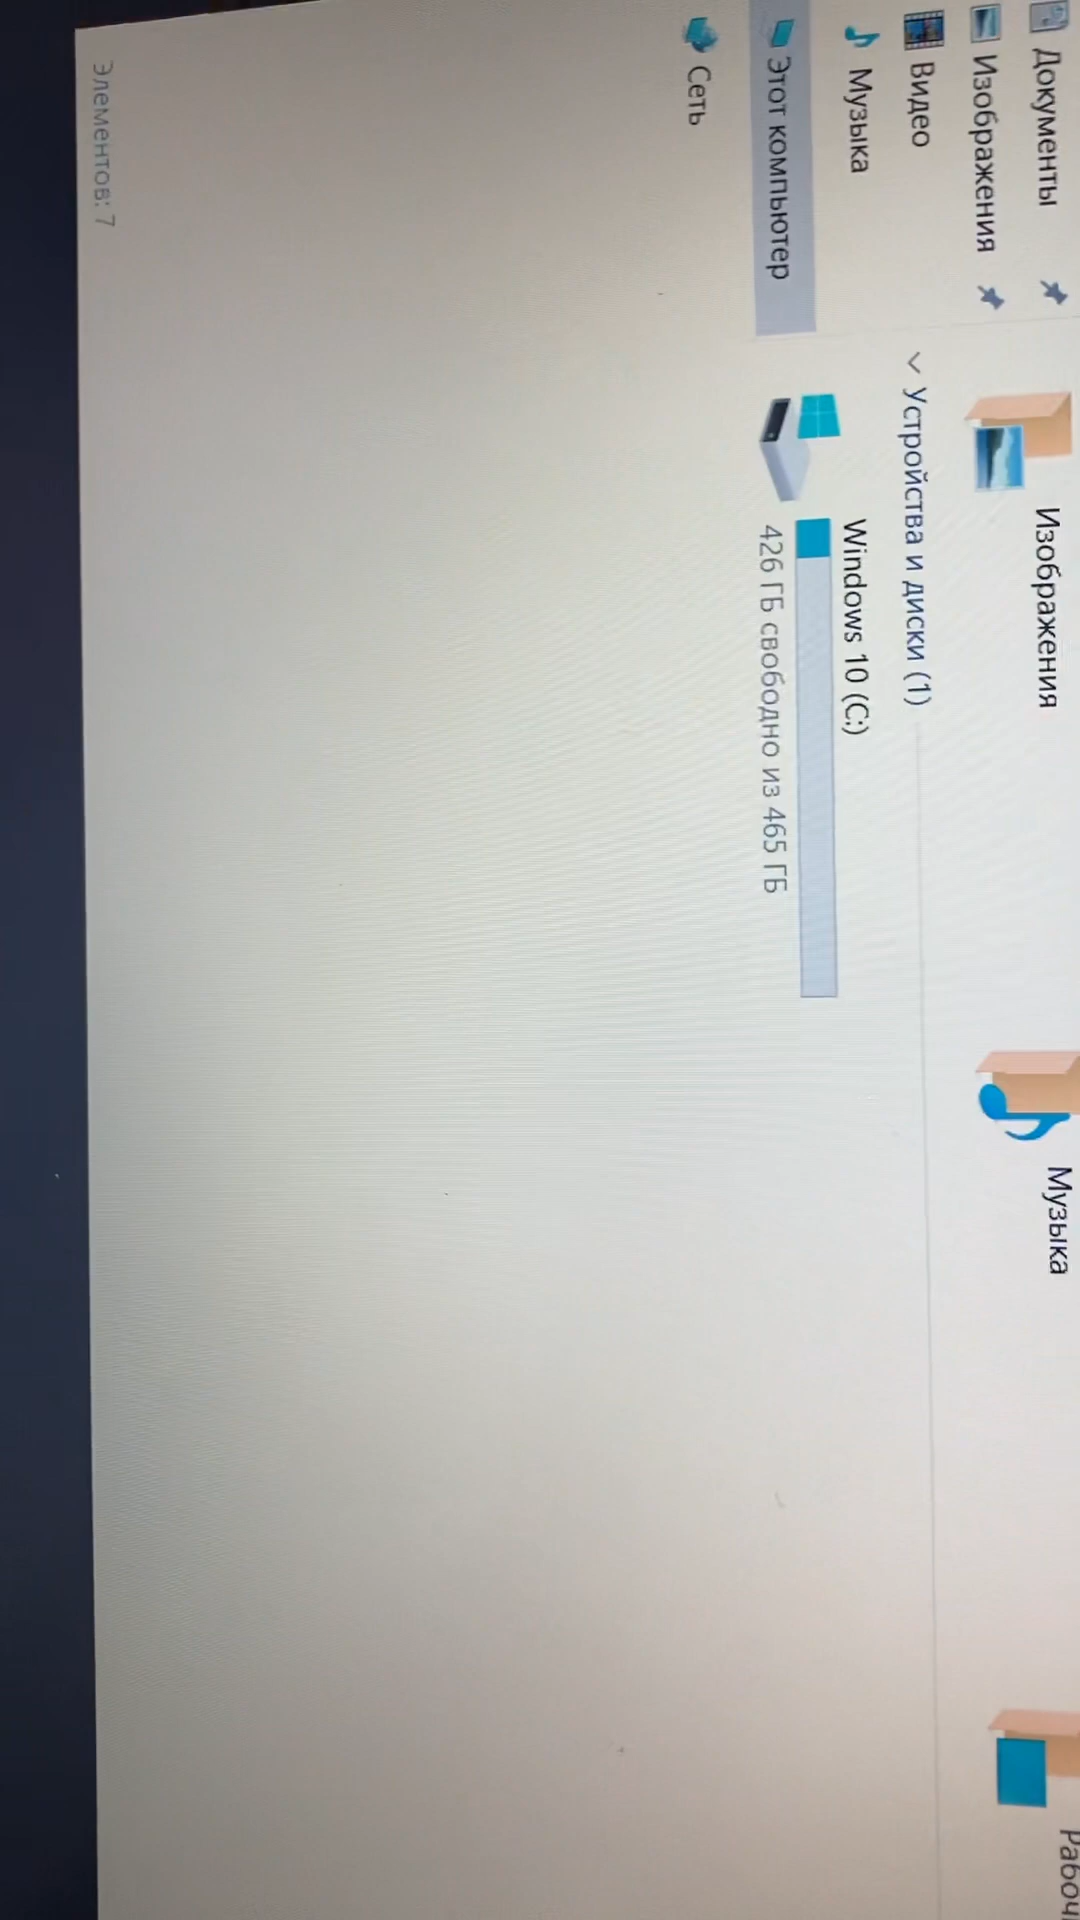 Документы
Изображения
Видео
Музыка
Этот компьютер
Сеть
Изображения
Музыка
Устройства и диски (1)
Windows 10 (C:)
426 ГБ свободно из 465 ГБ
Элементов: 7